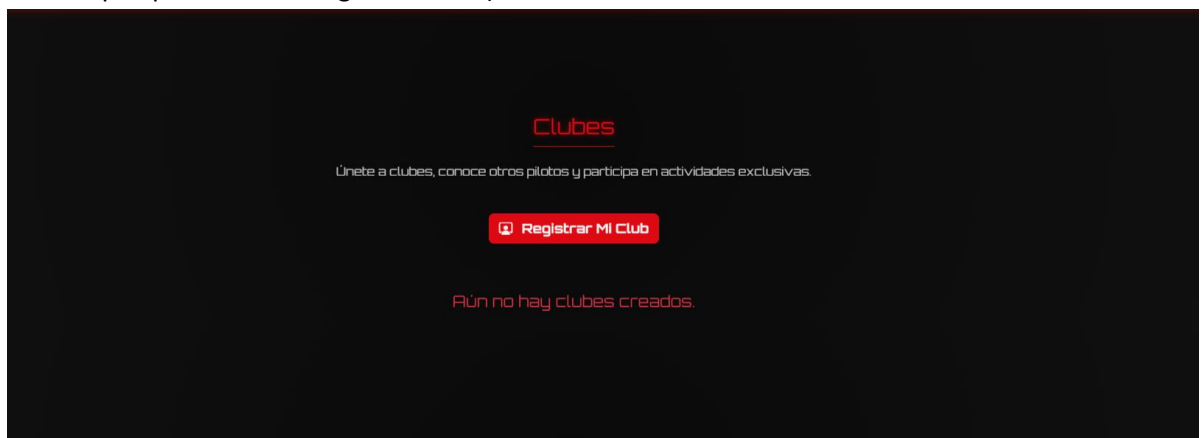 Clubes
Únete a clubes, conoce otros pilotos y participa en actividades exclusivas.
Registrar Mi Club
Aún no hay clubes creados.